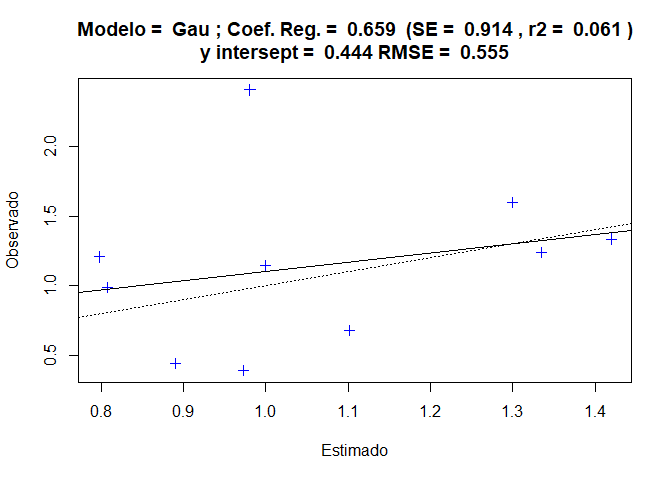 Modelo = Gau ; Coef. Reg. = 0.659 (SE = 0.914 , r2 = 0.061 )
y intersept = 0.444 RMSE = 0.555
2.0
1.5
1.0
0.5
Observado
0.8 0.9 1.0 1.1 1.2 1.3 1.4
Estimado